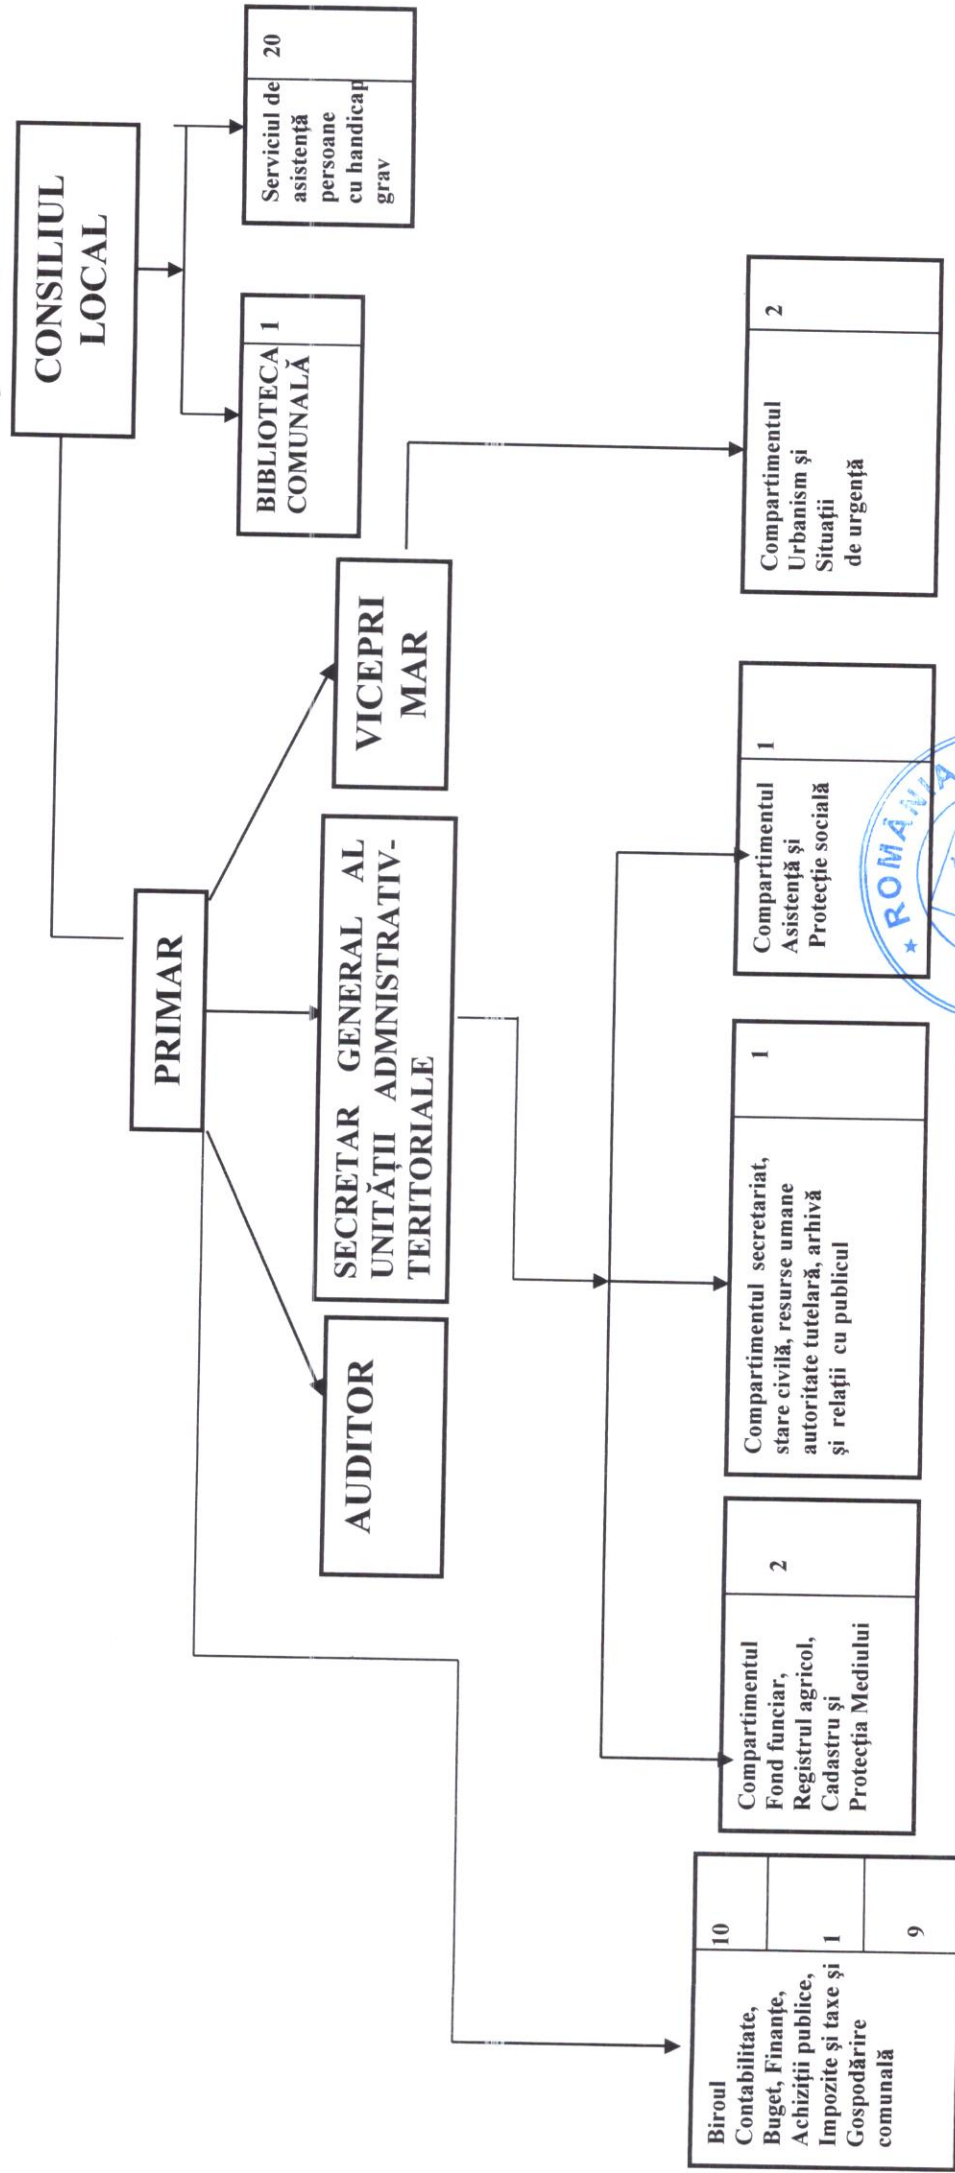 CONSILIUL
LOCAL
PRIMAR
BIBLIOTECA
COMUNALĂ
1
Serviciul de
asistență
persoane
cu handicap
grav
20
AUDITOR
SECRETAR GENERAL AL
UNITĂȚII ADMNISTRATIV-
TERITORIALE
VICEPRI
MAR
Biroul
Contabilitate,
Buget, Finanțe,
Achiziții publice,
Impozite și taxe și
Gospodărire
comunală
10
1
9
Compartimentul
Fond funciar,
Registrul agricol,
Cadastru și
Protecția Mediului
2
Compartimentul secretariat,
stare civilă, resurse umane
autoritate tutelară, arhivă
și relații cu publicul
1
Compartimentul
Asistență și
Protecție socială
1
Compartimentul
Urbanism și
Situații
de urgență
2
★ ROMÂNIA